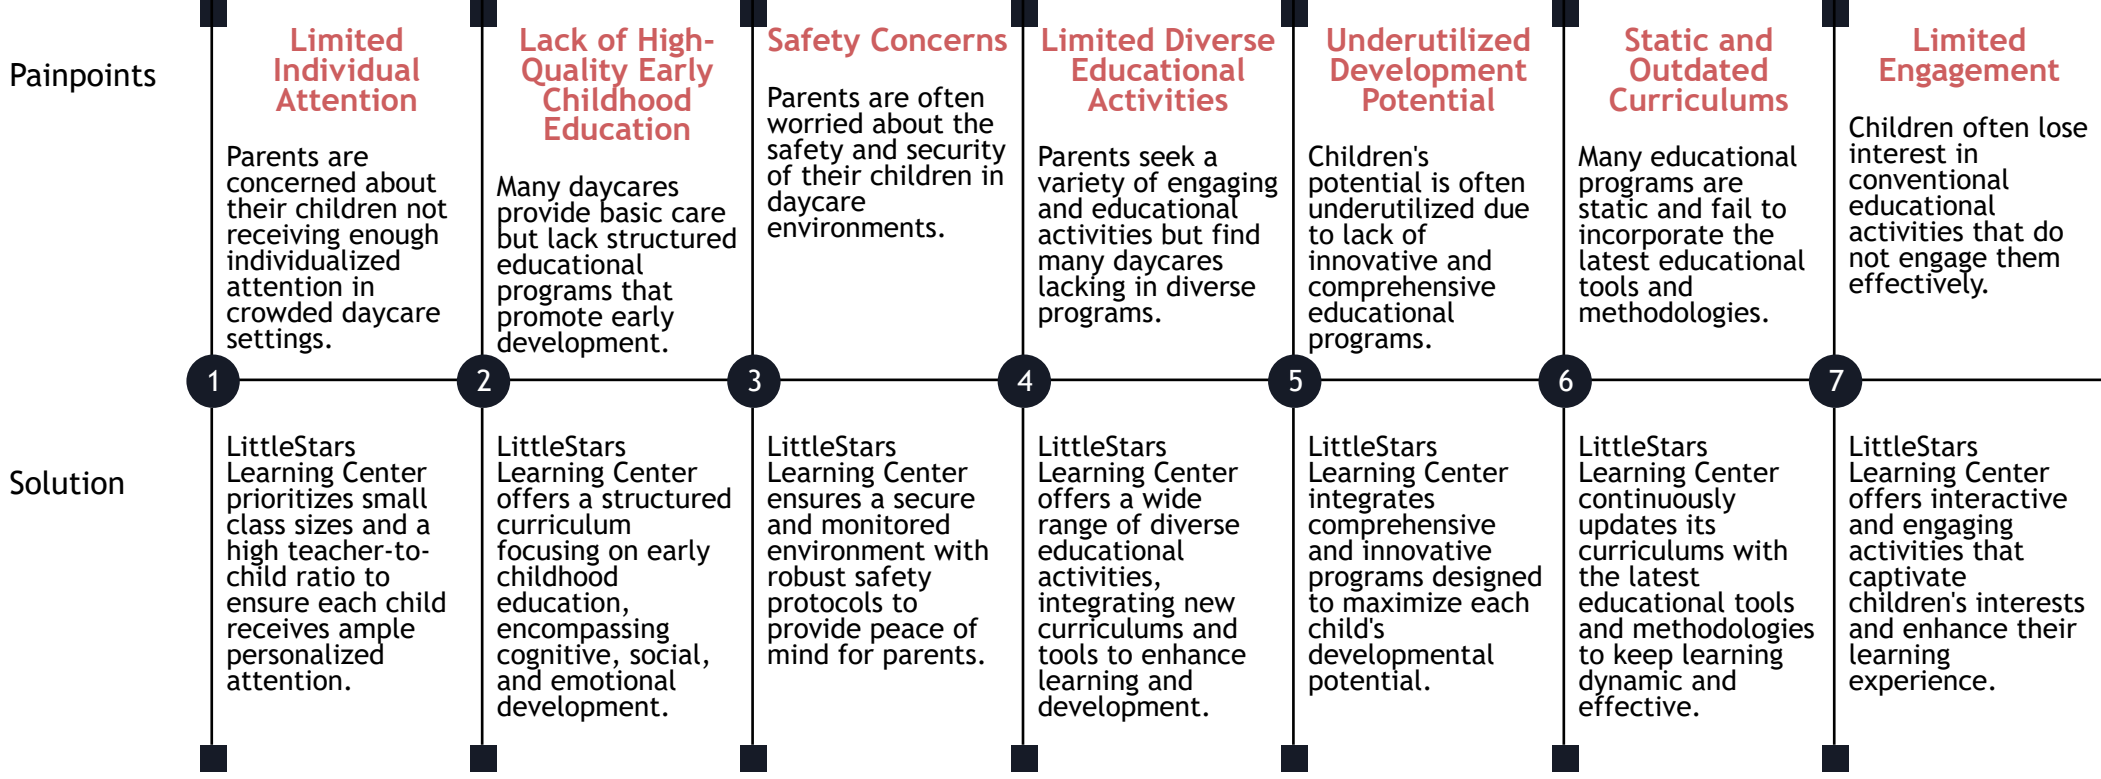 Painpoints
Limited
Individual
Attention
Parents are
concerned about
their children not
receiving enough
individualized
attention in
crowded daycare
settings.
Lack of High-
Quality Early
Childhood
Education
Many daycares
provide basic care
but lack structured
educational
programs that
promote early
development.
Safety Concerns
Parents are often
worried about the
safety and security
of their children in
daycare
environments.
Limited Diverse
Educational
Activities
Parents seek a
variety of engaging
and educational
activities but find
many daycares
lacking in diverse
programs.
Underutilized
Development
Potential
Children's
potential is often
underutilized due
to lack of
innovative and
comprehensive
educational
programs.
Static and
Outdated
Curriculums
Many educational
programs are
static and fail to
incorporate the
latest educational
tools and
methodologies.
Limited
Engagement
Children often lose
interest in
conventional
educational
activities that do
not engage them
effectively.
1
2
3
4
5
6
7
Solution
LittleStars
Learning Center
prioritizes small
class sizes and a
high teacher-to-
child ratio to
ensure each child
receives ample
personalized
attention.
LittleStars
Learning Center
offers a structured
curriculum
focusing on early
childhood
education,
encompassing
cognitive, social,
and emotional
development.
LittleStars
Learning Center
ensures a secure
and monitored
environment with
robust safety
protocols to
provide peace of
mind for parents.
LittleStars
Learning Center
offers a wide
range of diverse
educational
activities,
integrating new
curriculums and
tools to enhance
learning and
development.
LittleStars
Learning Center
integrates
comprehensive
and innovative
programs designed
to maximize each
child's
developmental
potential.
LittleStars
Learning Center
continuously
updates its
curriculums with
the latest
educational tools
and methodologies
to keep learning
dynamic and
effective.
LittleStars
Learning Center
offers interactive
and engaging
activities that
captivate
children's interests
and enhance their
learning
experience.